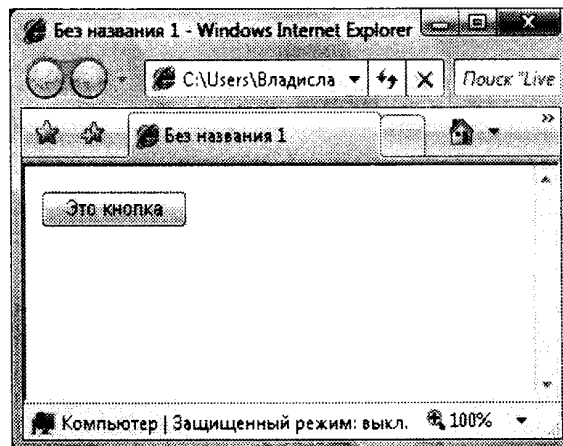 Без названия 1 - Windows Internet Explorer
C:\Users\Владисла
Поиск "Live
Без названия 1
»
Это кнопка
Компьютер | Защищенный режим: выкл. 100%